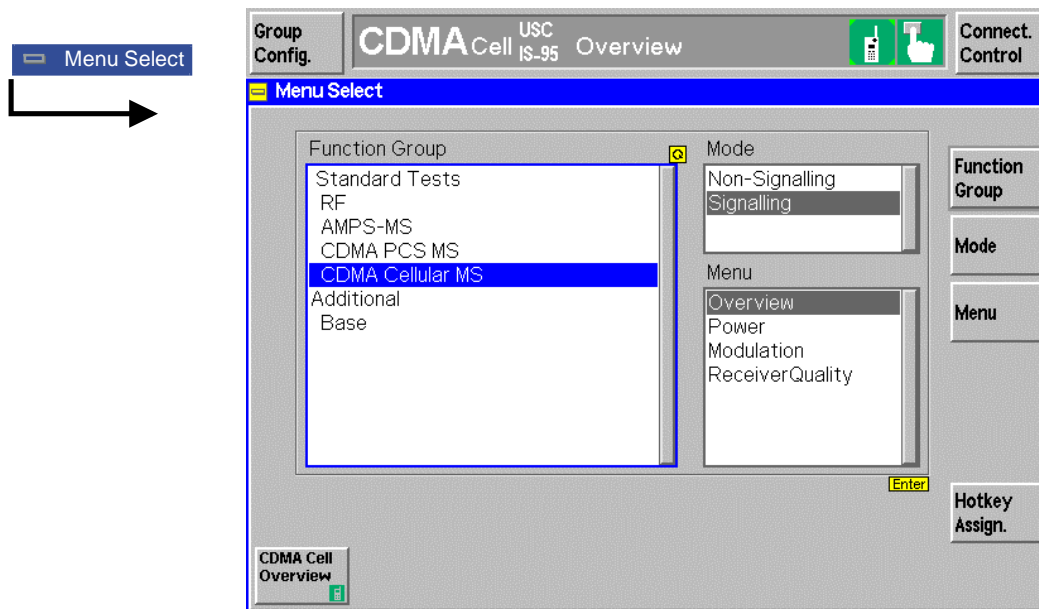 Menu Select
Group
Config.
CDMA Cell USC
IS-95 Overview
Connect.
Control
Menu Select
Function Group
Standard Tests
RF
AMPS-MS
CDMA PCS MS
CDMA Cellular MS
Additional
Base
Mode
Non-Signalling
Signalling
Menu
Overview
Power
Modulation
ReceiverQuality
Enter
Function
Group
Mode
Menu
Hotkey
Assign.
CDMA Cell
Overview